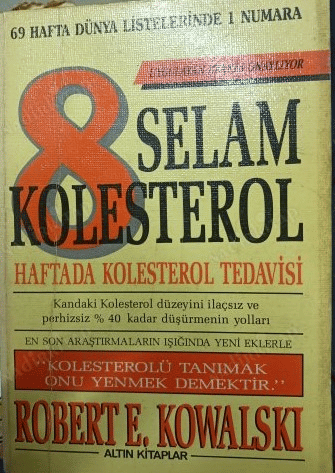 69 HAFTA DÜNYA LİSTELERİNDE 1 NUMARA
8
SELAM
KOLESTEROL
HAFTADA KOLESTEROL TEDAVİSİ
Kandaki Kolesterol düzeyini ilaçsız ve
perhizsiz % 40 kadar düşürmenin yolları
EN SON ARAŞTIRMALARIN IŞIĞINDA YENİ EKLERLE
"KOLESTEROLÜ TANIMAK
ONU YENMEK DEMEKTİR."
ROBERT E. KOWALSKI
ALTIN KİTAPLAR